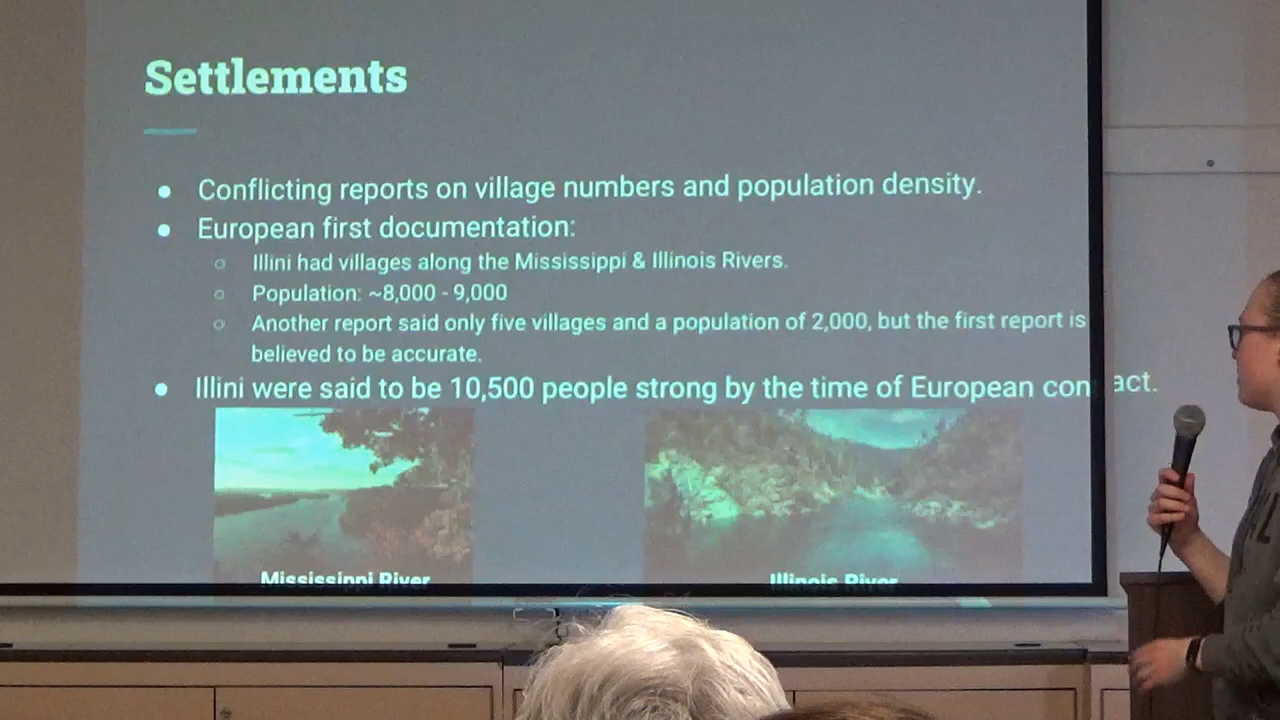 Settlements
Conflicting reports on village numbers and population density.
European first documentation:
Illini had villages along the Mississippi & Illinois Rivers.
Population: ~8,000 - 9,000
Another report said only five villages and a population of 2,000, but the first report is
believed to be accurate.
Illini were said to be 10,500 people strong by the time of European contact.
Mississippi River
Illinois River